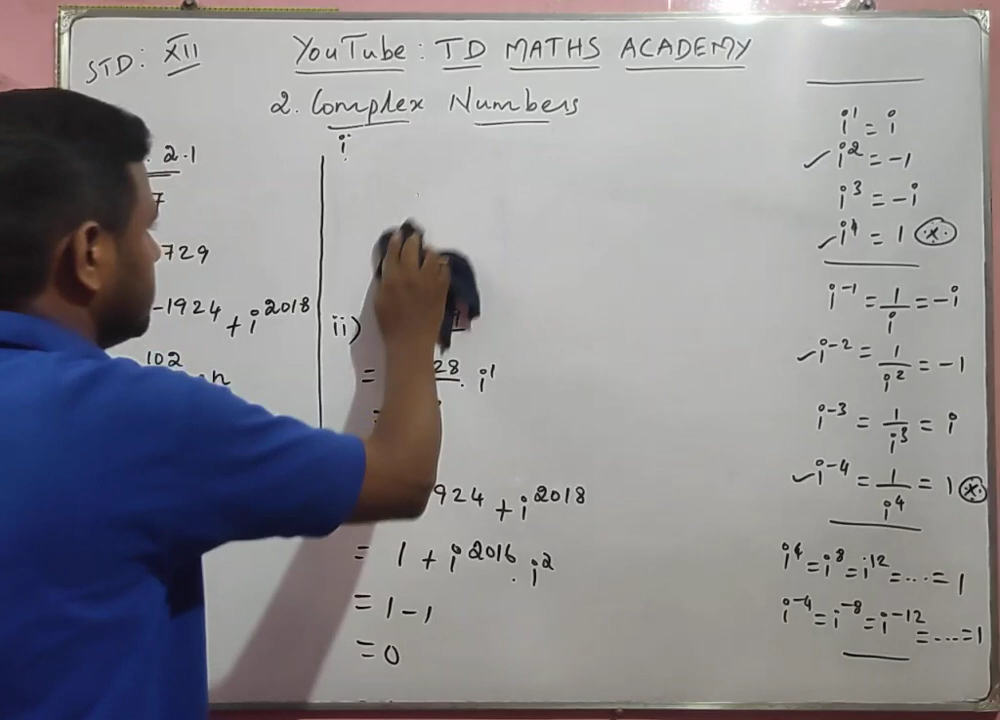 STD: XII
YouTube: TD MATHS ACADEMY
2. Complex Numbers
2.1
7
729
-1924 + i^2018
102
n
i
ii)
= 28 . i^1
=
924 + i^2018
= 1 + i^2016 . i^2
= 1 - 1
= 0
i^1 = i
✓ i^2 = -1
i^3 = -i
✓ i^4 = 1 (*)
i^-1 = 1/i = -i
✓ i^-2 = 1/i^2 = -1
i^-3 = 1/i^3 = i
✓ i^-4 = 1/i^4 = 1 (*)
i^4 = i^8 = i^12 = .... = 1
i^-4 = i^-8 = i^-12 = .... = 1